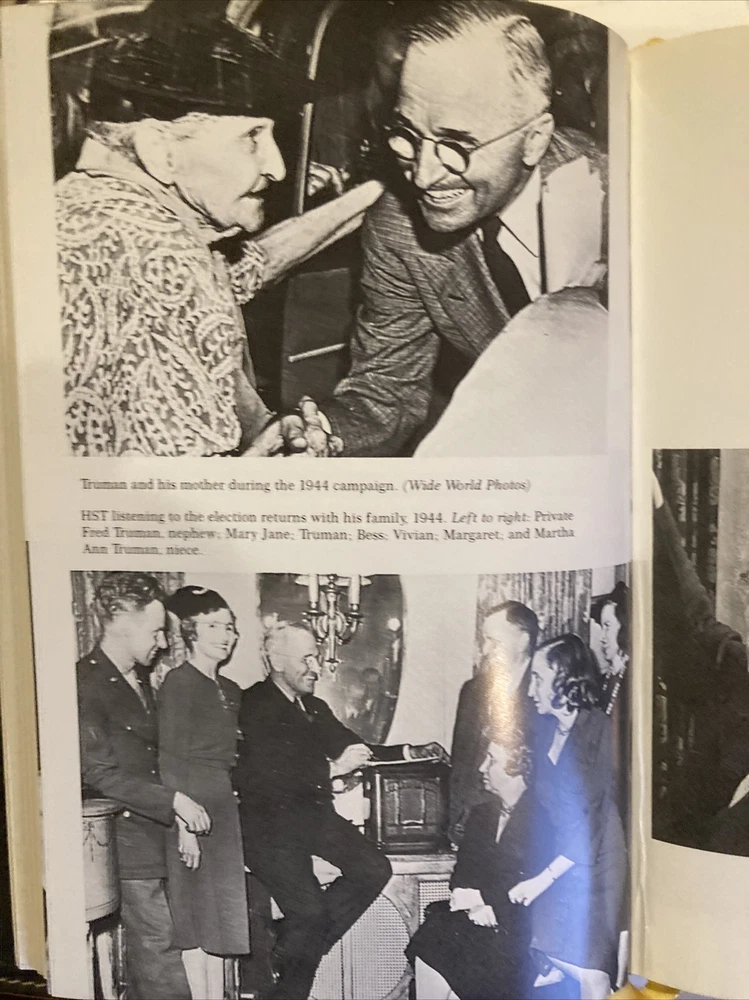 Truman and his mother during the 1944 campaign. (Wide World Photos)
HST listening to the election returns with his family, 1944. Left to right: Private
Fred Truman, nephew; Mary Jane; Truman; Bess; Vivian; Margaret; and Martha
Ann Truman, niece.